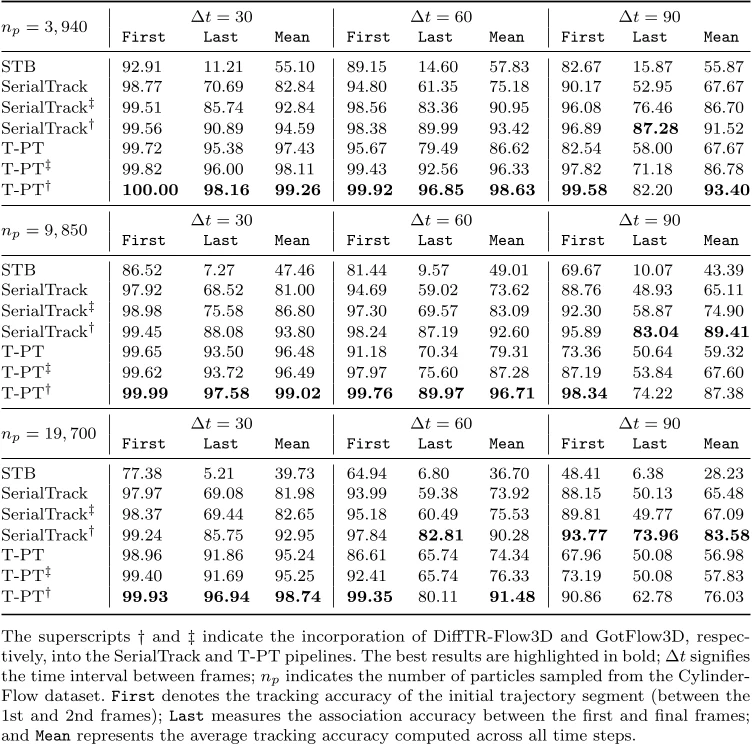 n_p = 3,940 Δt = 30 Δt = 60 Δt = 90
First Last Mean First Last Mean First Last Mean
STB 92.91 11.21 55.10 89.15 14.60 57.83 82.67 15.87 55.87
SerialTrack 98.77 70.69 82.84 94.80 61.35 75.18 90.17 52.95 67.67
SerialTrack‡ 99.51 85.74 92.84 98.56 83.36 90.95 96.08 76.46 86.70
SerialTrack† 99.56 90.89 94.59 98.38 89.99 93.42 96.89 87.28 91.52
T-PT 99.72 95.38 97.43 95.67 79.49 86.62 82.54 58.00 67.67
T-PT‡ 99.82 96.00 98.11 99.43 92.56 96.33 97.82 71.18 86.78
T-PT† 100.00 98.16 99.26 99.92 96.85 98.63 99.58 82.20 93.40
n_p = 9,850 Δt = 30 Δt = 60 Δt = 90
First Last Mean First Last Mean First Last Mean
STB 86.52 7.27 47.46 81.44 9.57 49.01 69.67 10.07 43.39
SerialTrack 97.92 68.52 81.00 94.69 59.02 73.62 88.76 48.93 65.11
SerialTrack‡ 98.98 75.58 86.80 97.30 69.57 83.09 92.30 58.87 74.90
SerialTrack† 99.45 88.08 93.80 98.24 87.19 92.60 95.89 83.04 89.41
T-PT 99.65 93.50 96.48 91.18 70.34 79.31 73.36 50.64 59.32
T-PT‡ 99.62 93.72 96.49 97.97 75.60 87.28 87.19 53.84 67.60
T-PT† 99.99 97.58 99.02 99.76 89.97 96.71 98.34 74.22 87.38
n_p = 19,700 Δt = 30 Δt = 60 Δt = 90
First Last Mean First Last Mean First Last Mean
STB 77.38 5.21 39.73 64.94 6.80 36.70 48.41 6.38 28.23
SerialTrack 97.97 69.08 81.98 93.99 59.38 73.92 88.15 50.13 65.48
SerialTrack‡ 98.37 69.44 82.65 95.18 60.49 75.53 89.81 49.77 67.09
SerialTrack† 99.24 85.75 92.95 97.84 82.81 90.28 93.77 73.96 83.58
T-PT 98.96 91.86 95.24 86.61 65.74 74.34 67.96 50.08 56.98
T-PT‡ 99.40 91.69 95.25 92.41 65.74 76.33 73.19 50.08 57.83
T-PT† 99.93 96.94 98.74 99.35 80.11 91.48 90.86 62.78 76.03
The superscripts † and ‡ indicate the incorporation of DiffTR-Flow3D and GotFlow3D, respec-
tively, into the SerialTrack and T-PT pipelines. The best results are highlighted in bold; Δt signifies
the time interval between frames; n_p indicates the number of particles sampled from the Cylinder-
Flow dataset. First denotes the tracking accuracy of the initial trajectory segment (between the
1st and 2nd frames); Last measures the association accuracy between the first and final frames;
and Mean represents the average tracking accuracy computed across all time steps.